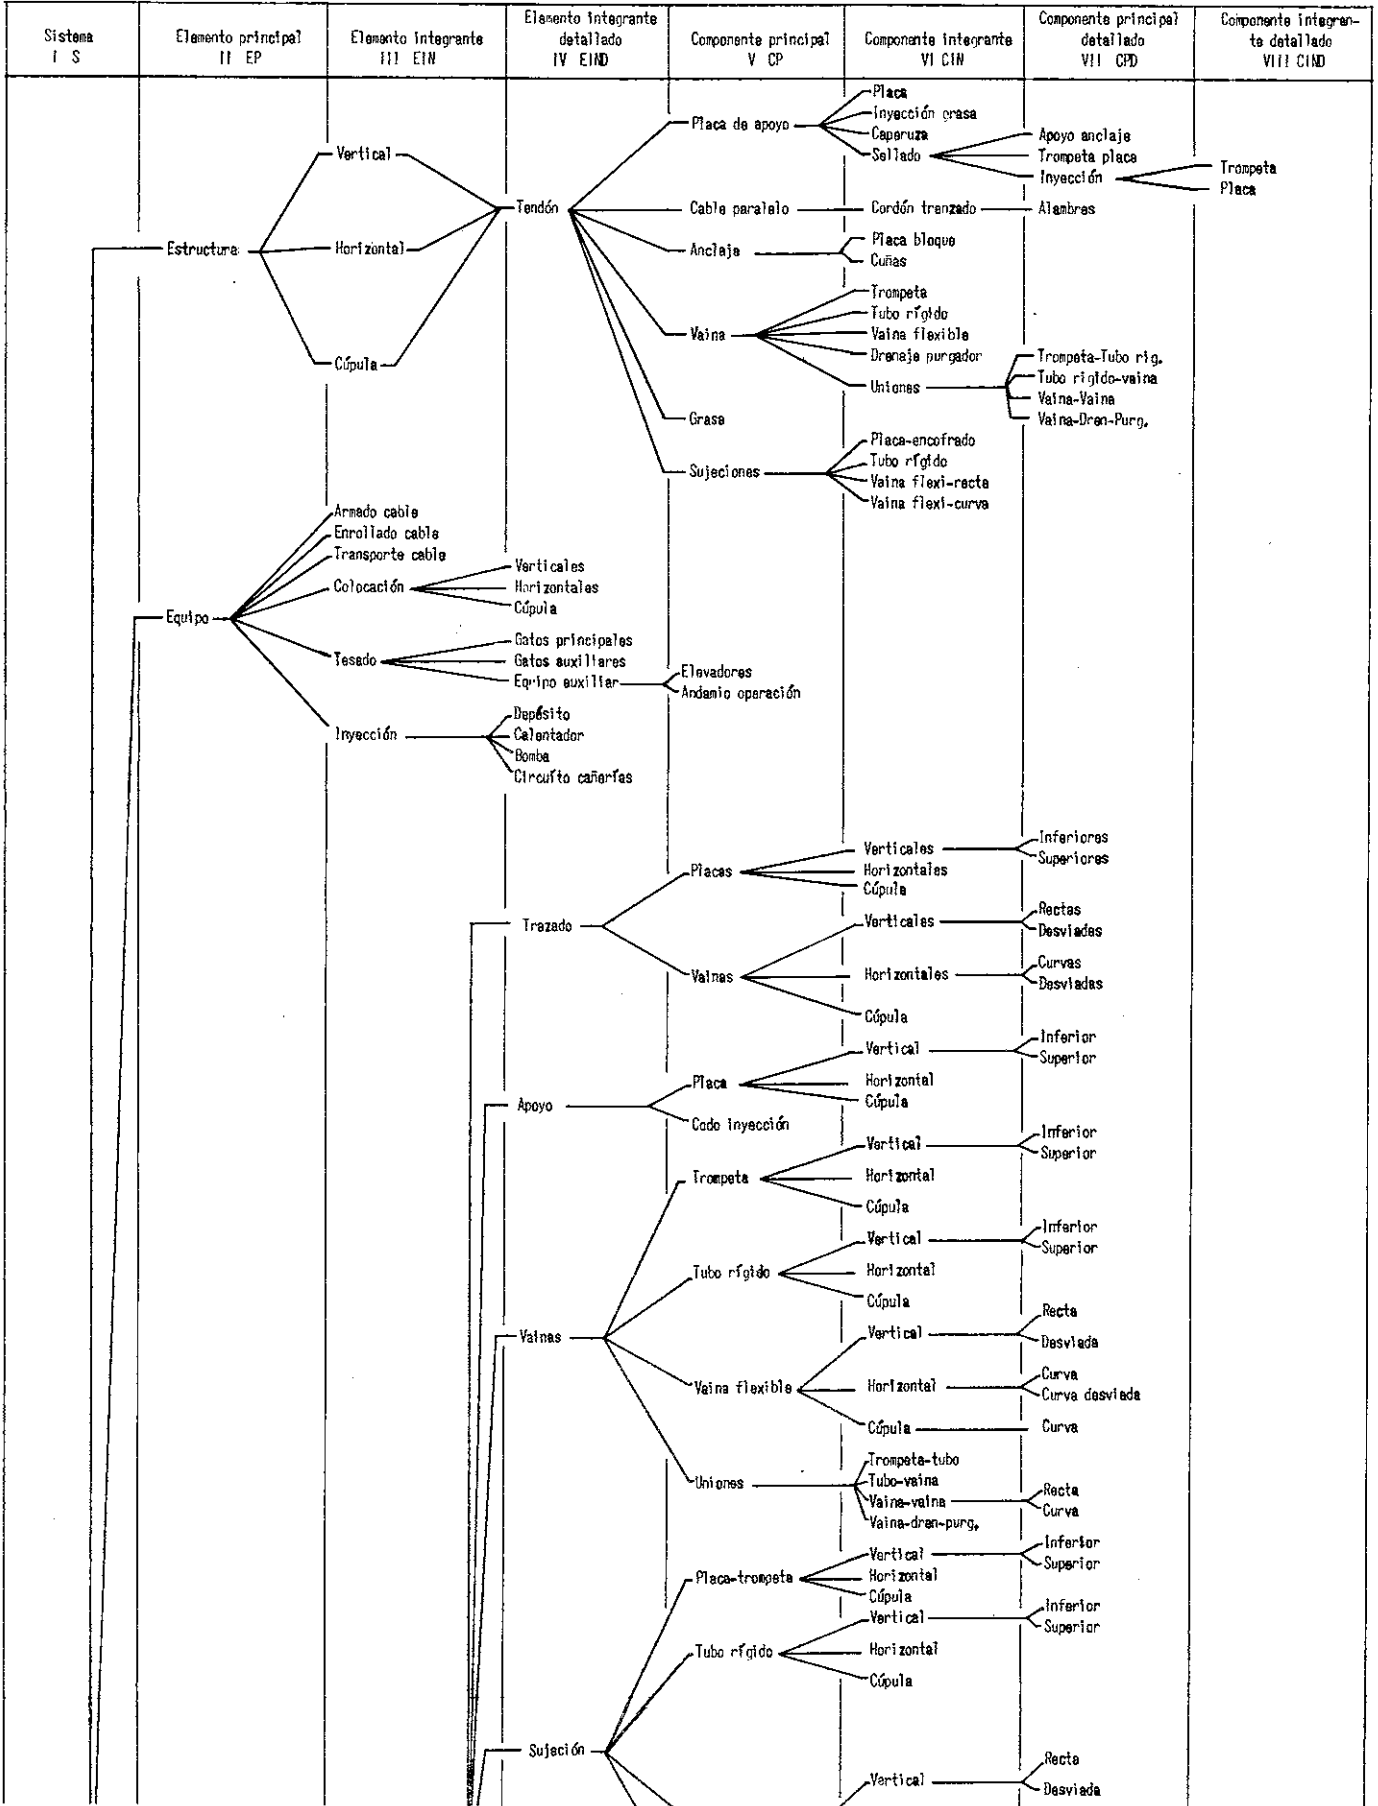 Sistema
I S
Elemento principal
II EP
Elemento integrante
III EIN
Elemento integrante
detallado
IV EIND
Componente principal
V CP
Componente integrante
VI CIN
Componente principal
detallado
VII CPD
Componente integran-
te detallado
VIII CIND
Estructura
Vertical
Horizontal
Cúpula
Tendón
Placa de apoyo
Placa
Inyección grasa
Caperuza
Sellado
Apoyo anclaje
Trompeta placa
Inyección
Trompeta
Placa
Cable paralelo
Cordón trenzado
Alambres
Anclaje
Placa bloque
Cuñas
Vaina
Trompeta
Tubo rígido
Vaina flexible
Drenaje purgador
Uniones
Trompeta-Tubo rig.
Tubo rigido-vaina
Vaina-Vaina
Vaina-Dren-Purg.
Grasa
Sujeciones
Placa-encofrado
Tubo rígido
Vaina flexi-recta
Vaina flexi-curva
Equipo
Armado cable
Enrollado cable
Transporte cable
Colocación
Verticales
Horizontales
Cúpula
Tesado
Gatos principales
Gatos auxiliares
Equipo auxiliar
Elevadores
Andamio operación
Inyección
Depósito
Calentador
Bomba
Circuíto cañerías
Trazado
Placas
Verticales
Inferiores
Superiores
Horizontales
Cúpula
Vainas
Verticales
Rectas
Desviadas
Horizontales
Curvas
Desviadas
Cúpula
Apoyo
Placa
Vertical
Inferior
Superior
Horizontal
Cúpula
Codo inyección
Vainas
Trompeta
Vertical
Inferior
Superior
Horizontal
Cúpula
Tubo rígido
Vertical
Inferior
Superior
Horizontal
Cúpula
Vaina flexible
Vertical
Recta
Desviada
Horizontal
Curva
Curva desviada
Cúpula
Curva
Uniones
Trompeta-tubo
Tubo-vaina
Vaina-vaina
Recta
Curva
Vaina-dren-purg.
Sujeción
Placa-trompeta
Vertical
Inferior
Superior
Horizontal
Cúpula
Tubo rígido
Vertical
Inferior
Superior
Horizontal
Cúpula
Vertical
Recta
Desviada